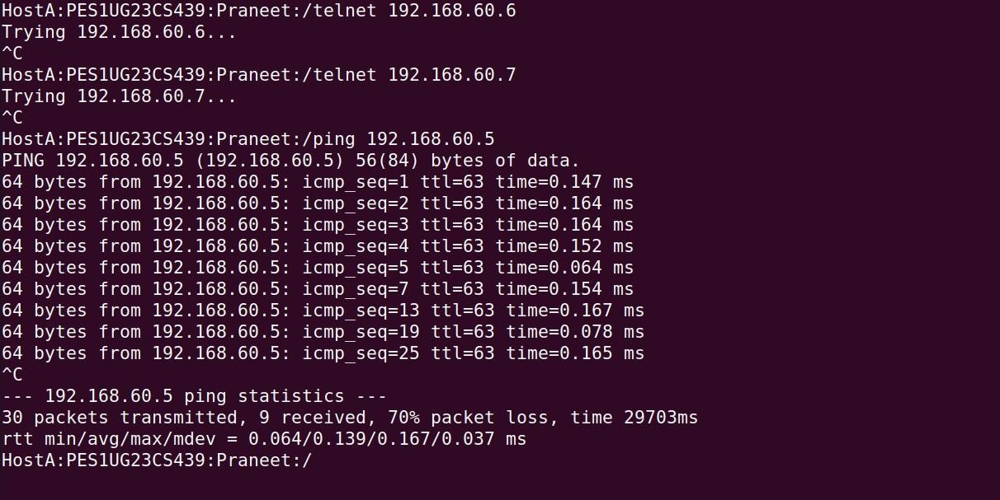 HostA:PES1UG23CS439:Praneet:/telnet 192.168.60.6
Trying 192.168.60.6...
^C
HostA:PES1UG23CS439:Praneet:/telnet 192.168.60.7
Trying 192.168.60.7...
^C
HostA:PES1UG23CS439:Praneet:/ping 192.168.60.5
PING 192.168.60.5 (192.168.60.5) 56(84) bytes of data.
64 bytes from 192.168.60.5: icmp_seq=1 ttl=63 time=0.147 ms
64 bytes from 192.168.60.5: icmp_seq=2 ttl=63 time=0.164 ms
64 bytes from 192.168.60.5: icmp_seq=3 ttl=63 time=0.164 ms
64 bytes from 192.168.60.5: icmp_seq=4 ttl=63 time=0.152 ms
64 bytes from 192.168.60.5: icmp_seq=5 ttl=63 time=0.064 ms
64 bytes from 192.168.60.5: icmp_seq=7 ttl=63 time=0.154 ms
64 bytes from 192.168.60.5: icmp_seq=13 ttl=63 time=0.167 ms
64 bytes from 192.168.60.5: icmp_seq=19 ttl=63 time=0.078 ms
64 bytes from 192.168.60.5: icmp_seq=25 ttl=63 time=0.165 ms
^C
--- 192.168.60.5 ping statistics ---
30 packets transmitted, 9 received, 70% packet loss, time 29703ms
rtt min/avg/max/mdev = 0.064/0.139/0.167/0.037 ms
HostA:PES1UG23CS439:Praneet:/